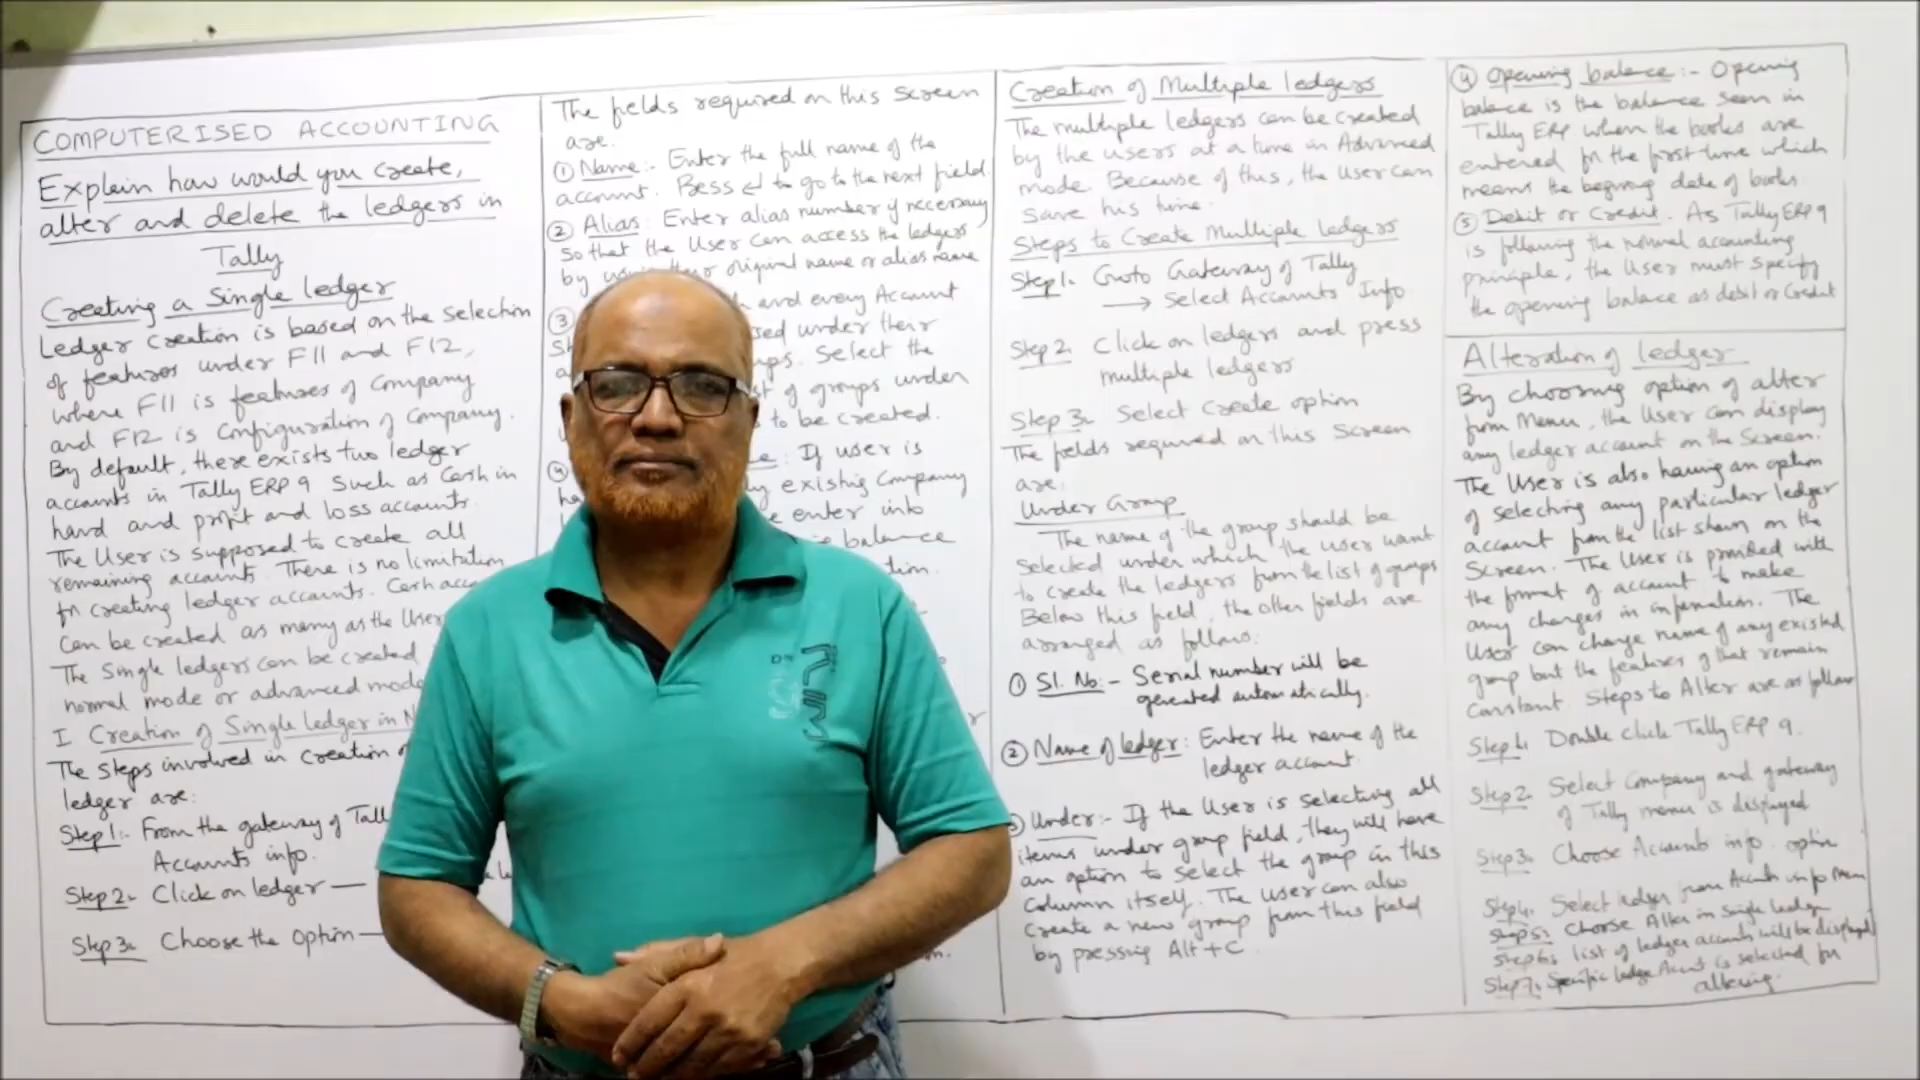 COMPUTERISED ACCOUNTING
Explain how would you create,
alter and delete the ledgers in
Tally
Creating a Single ledger
Ledger creation is based on the selection
of features under F11 and F12,
where F11 is features of Company
and F12 is Configuration of Company.
By default, there exists two ledger
accounts in Tally ERP 9 Such as Cash in
hand and profit and loss accounts.
The User is supposed to create all
remaining accounts. There is no limitation
for creating ledger accounts. Cash
can be created as many as the User
The Single ledgers can be created
normal mode or advanced mode
I Creation of Single ledger in
The steps involved in creation
ledger are:
Step 1:- From the gateway of
Accounts info.
Step 2:- Click on ledger —
Step 3:- Choose the Option —
The fields required on this Screen
are.
① Name:- Enter the full name of the
account. Press ↵ to go to the next field.
② Alias: Enter alias number if necessary
so that the User can access the ledgers
by their original name or alias name
③ and every Account
under their
Select the
of groups under
to be created.
④ : If user is
existing Company
enter into
balance
Creation of Multiple ledgers
The multiple ledgers can be created
by the users at a time in Advanced
mode. Because of this, the User can
save his time.
Steps to Create Multiple ledgers
Step 1. Goto Gateway of Tally
→ Select Accounts Info
Step 2. Click on ledgers and press
multiple ledgers
Step 3. Select Create option
The fields required on this Screen
are.
Under Group
The name of the group should be
selected under which the user want
to create the ledgers from the list of groups
Below this field, the other fields are
arranged as follows.
① Sl. No:- Serial number will be
generated automatically.
② Name of ledger: Enter the name of the
ledger account.
Under:- If the User is selecting all
items under group field, they will have
an option to select the group in this
column itself. The user can also
create a new group from this field
by pressing Alt + C
④ Opening balance:- Opening
balance is the balance seen in
Tally ERP when the books are
entered for the first time which
means the date of books
⑤ Debit or Credit. As Tally ERP 9
is following the normal accounting
principle, the User must specify
the opening balance as debit or Credit
Alteration of ledger
By choosing option of alter
from Menu, the User can display
any ledger account on the Screen.
The User is also having an option
of selecting any particular ledger
account from the list shown on the
Screen. The User is provided with
the format of account to make
any changes in information. The
User can change name of any existed
group but the features of that remain
constant. Steps to Alter are as follow
Step 1: Double click Tally ERP 9.
Step 2. Select Company and gateway
of Tally menu is displayed
Step 3. Choose Accounts info. option
Step 4. Select ledger from Accounts info Menu
Step 5: Choose Alter in Single ledger
Step 6: list of ledger accounts will be displayed
Step 7: Specific ledger Account is selected for
altering.